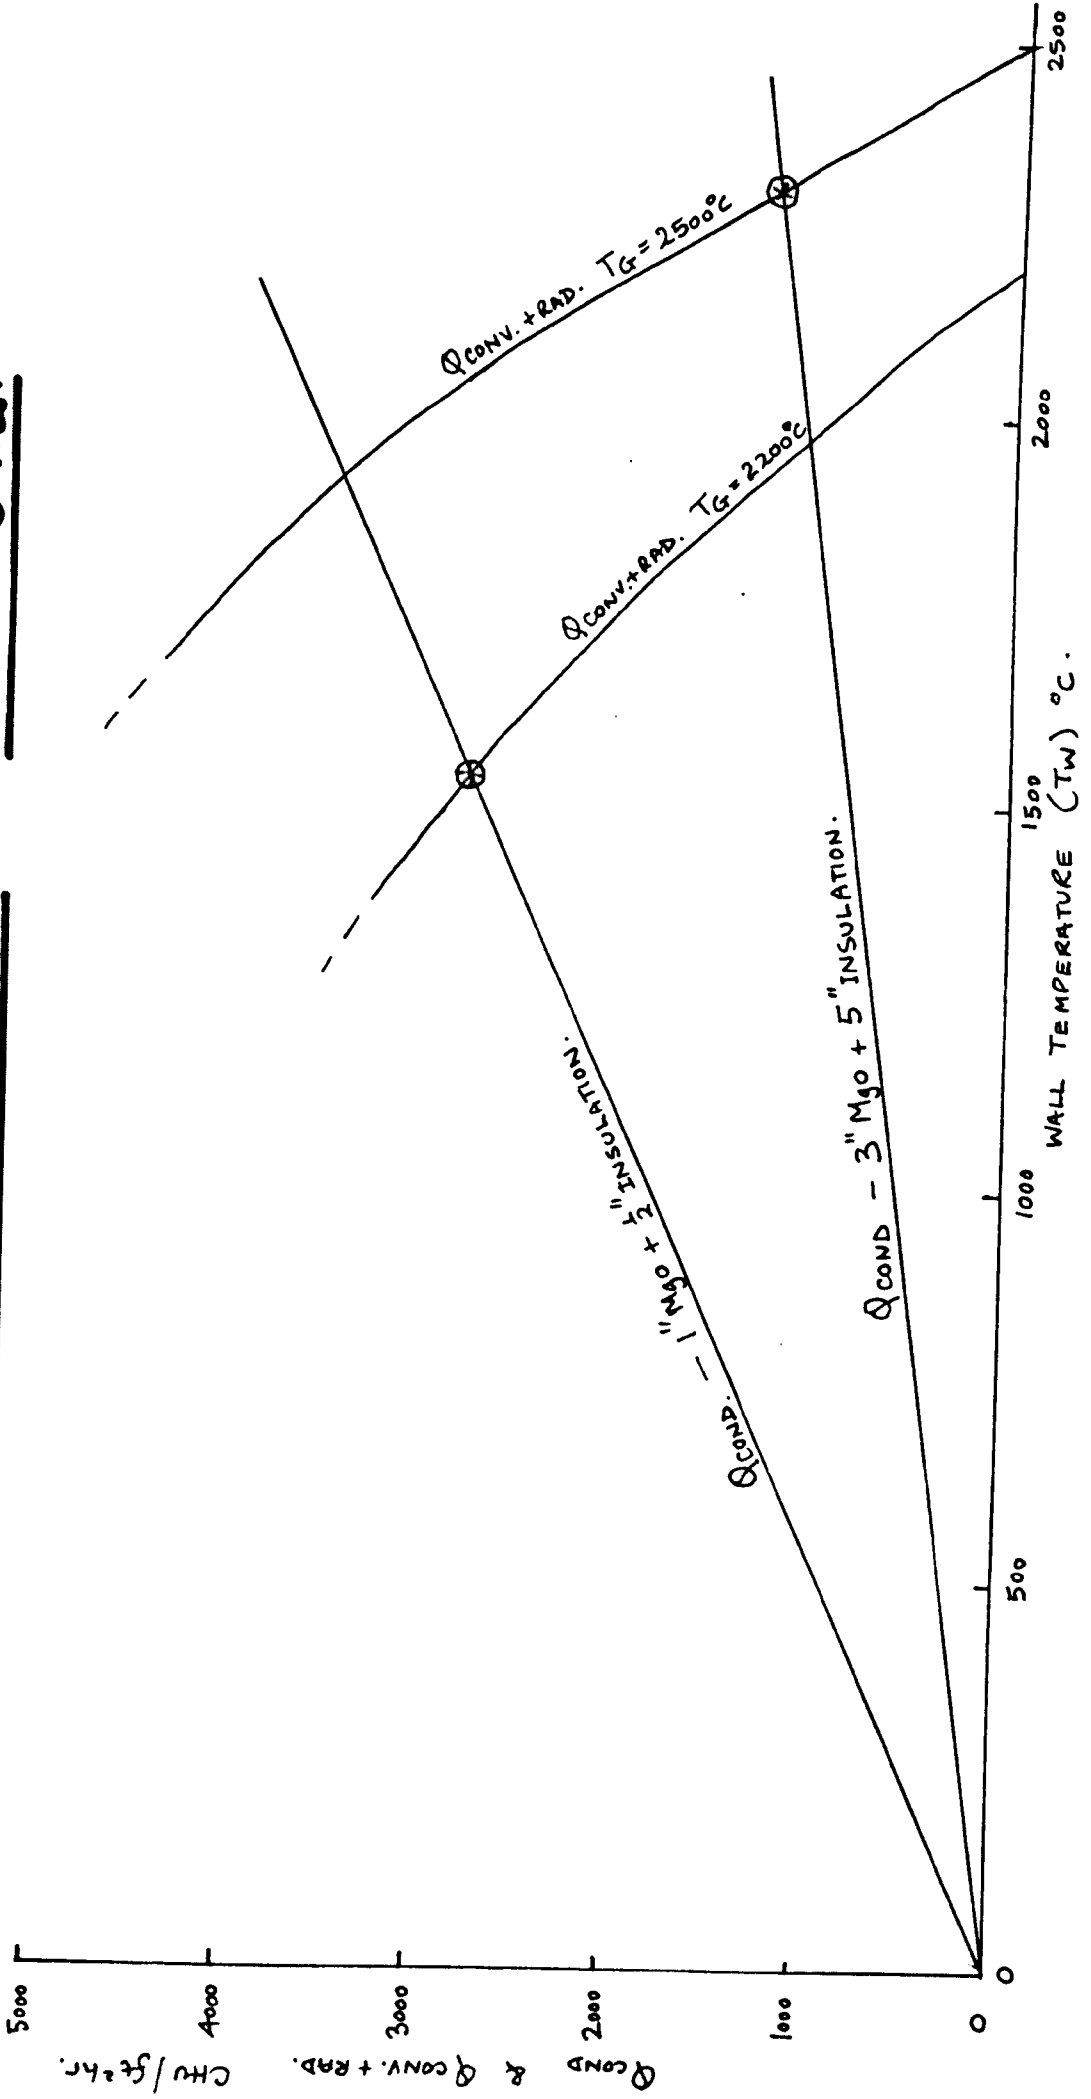 QCOND & QCONV. + RAD. CHU/ft²hr.
5000
4000
3000
2000
1000
0
0
500
1000
1500
2000
2500
WALL TEMPERATURE (TW) °C.
QCOND. - 1" MgO + ½" INSULATION.
QCOND - 3" MgO + 5" INSULATION.
QCONV.+RAD. TG = 2200°C
QCONV.+RAD. TG = 2500°C